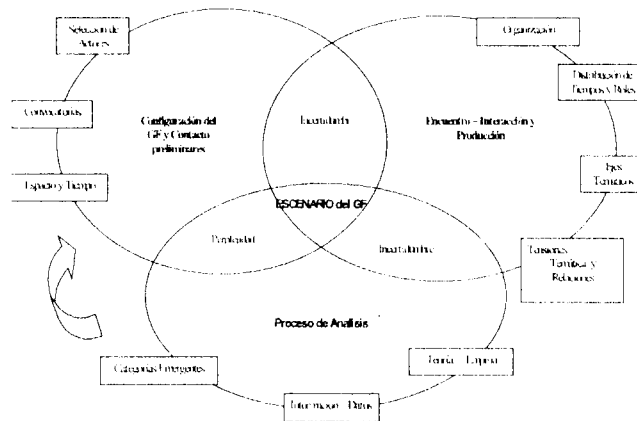 Selección de
Actores
Organización
Distribución de
Tiempos y Roles
Convocatorias
Configuración del
GF y Contacto
preliminares
Incertidumbre
Encuentro – Interacción y
Producción
Ejes
Temáticos
Espacio y Tiempo
ESCENARIO del GF
Perplejidad
Incertidumbre
Tensiones
Temática y
Relaciones
Proceso de Análisis
Categorías Emergentes
Teoría – Empiria
Información – Datos